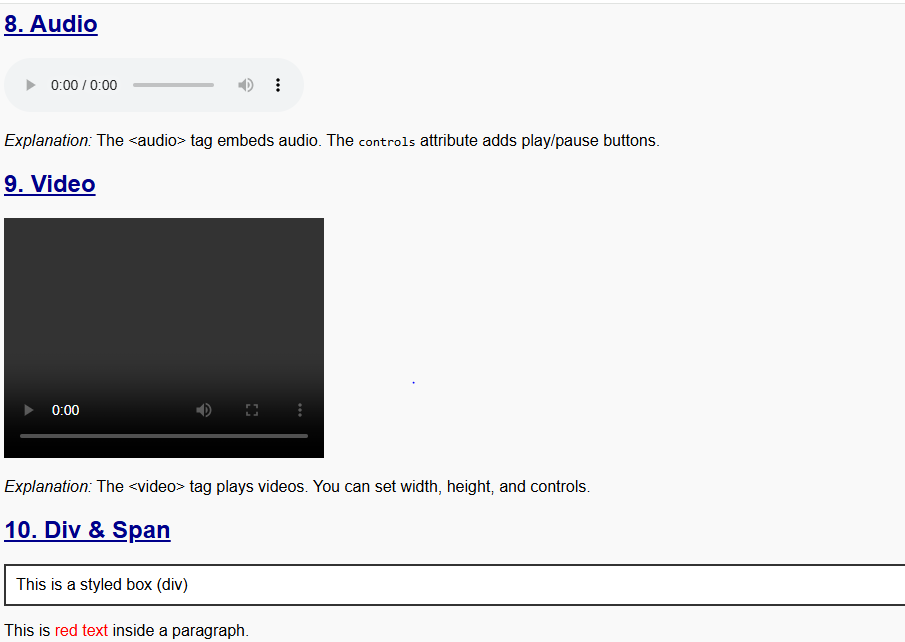 8. Audio
0:00 / 0:00
Explanation: The <audio> tag embeds audio. The controls attribute adds play/pause buttons.
9. Video
0:00
Explanation: The <video> tag plays videos. You can set width, height, and controls.
10. Div & Span
This is a styled box (div)
This is red text inside a paragraph.